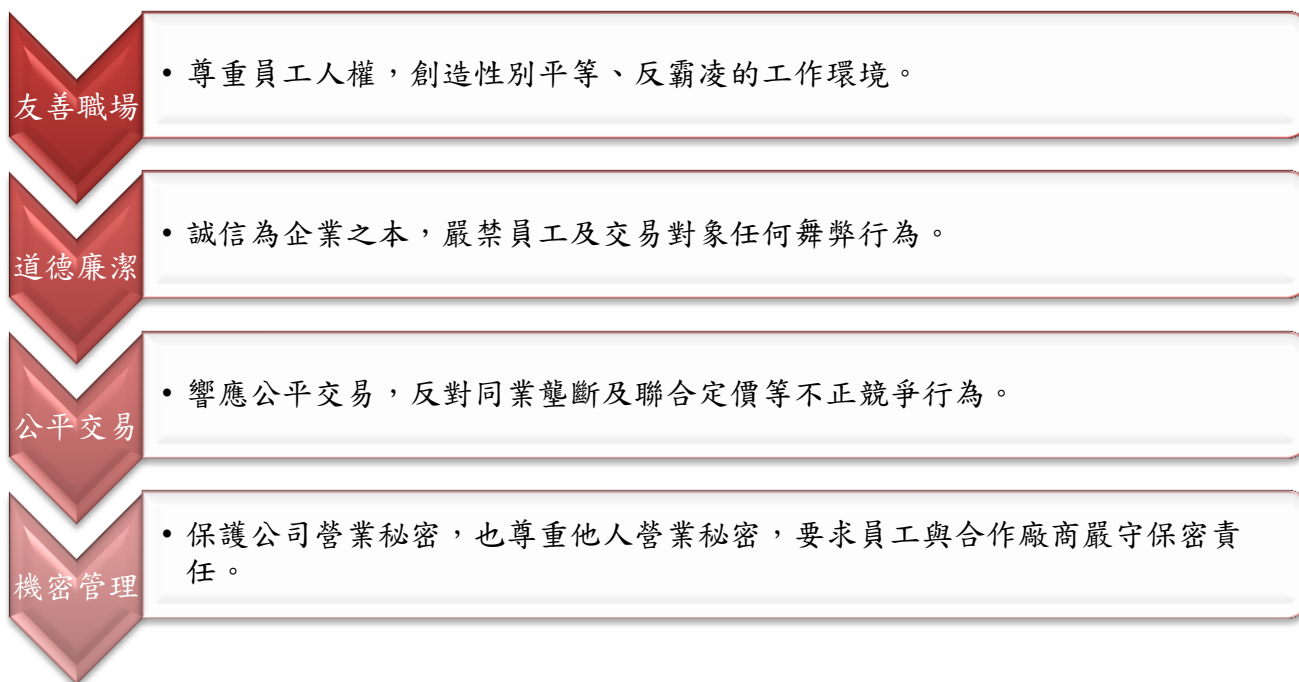 友善職場
• 尊重員工人權，創造性別平等、反霸凌的工作環境。
道德廉潔
• 誠信為企業之本，嚴禁員工及交易對象任何舞弊行為。
公平交易
• 響應公平交易，反對同業壟斷及聯合定價等不正競爭行為。
機密管理
• 保護公司營業秘密，也尊重他人營業秘密，要求員工與合作廠商嚴守保密責
任。